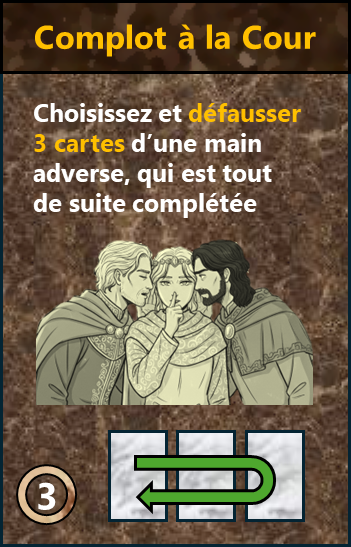 Complot à la Cour
Choisissez et défausser
3 cartes d’une main
adverse, qui est tout
de suite complétée
3